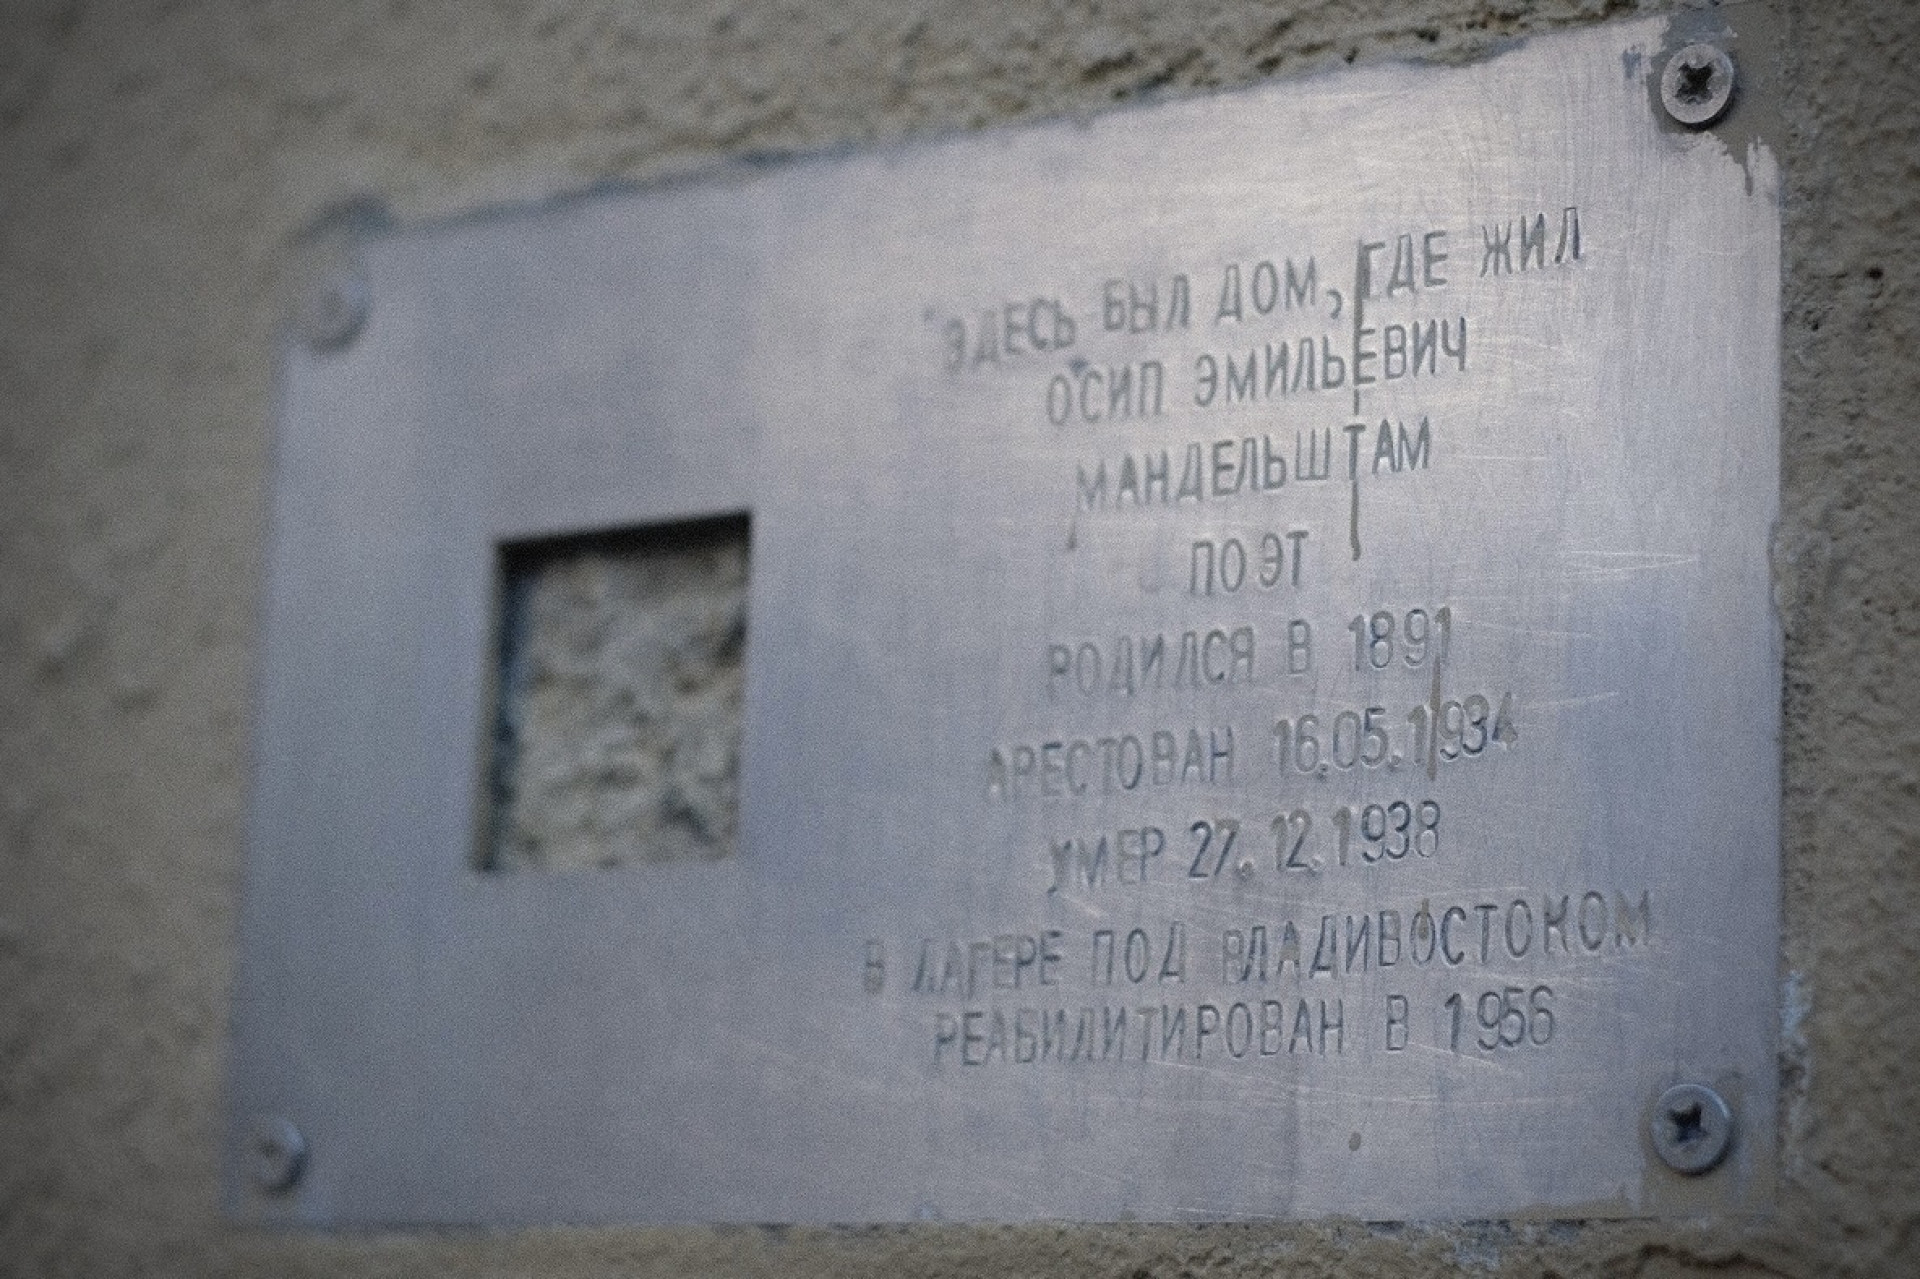 ЗДЕСЬ БЫЛ ДОМ, ГДЕ ЖИЛ
ОСИП ЭМИЛЬЕВИЧ
МАНДЕЛЬШТАМ
ПОЭТ
РОДИЛСЯ В 1891
АРЕСТОВАН 16.05.1934
УМЕР 27.12.1938
В ЛАГЕРЕ ПОД ВЛАДИВОСТОКОМ
РЕАБИЛИТИРОВАН В 1956